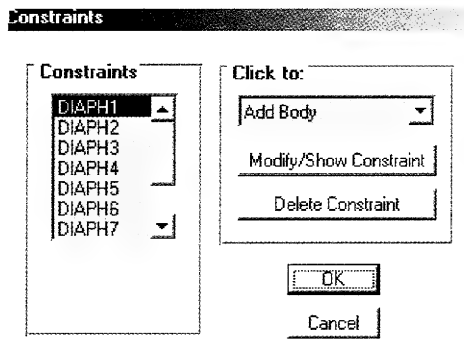 Constraints
Constraints
DIAPH1
DIAPH2
DIAPH3
DIAPH4
DIAPH5
DIAPH6
DIAPH7
Click to:
Add Body
Modify/Show Constraint
Delete Constraint
OK
Cancel